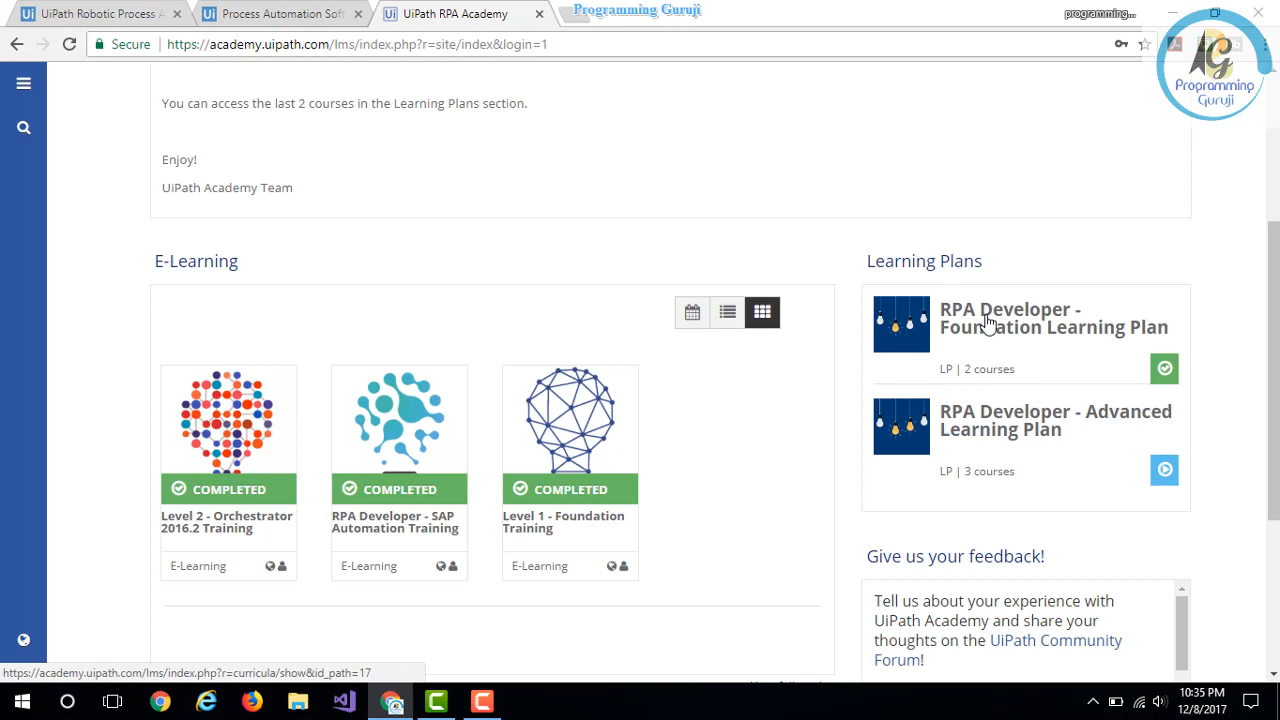 UiPath Robotic Process A
Process Automation Soft
UiPath RPA Academy
Programming Guruji
programming...
Secure
https://academy.uipath.com/lms/index.php?r=site/index&login=1
Programming
Guruji
You can access the last 2 courses in the Learning Plans section.
Enjoy!
UiPath Academy Team
E-Learning
COMPLETED
Level 2 - Orchestrator
2016.2 Training
E-Learning
COMPLETED
RPA Developer - SAP
Automation Training
E-Learning
COMPLETED
Level 1 - Foundation
Training
E-Learning
Learning Plans
RPA Developer -
Foundation Learning Plan
LP | 2 courses
RPA Developer - Advanced
Learning Plan
LP | 3 courses
Give us your feedback!
Tell us about your experience with
UiPath Academy and share your
thoughts on the UiPath Community
Forum!
https://academy.uipath.com/lms/index.php?r=curricula/show&id_path=17
10:35 PM
12/8/2017